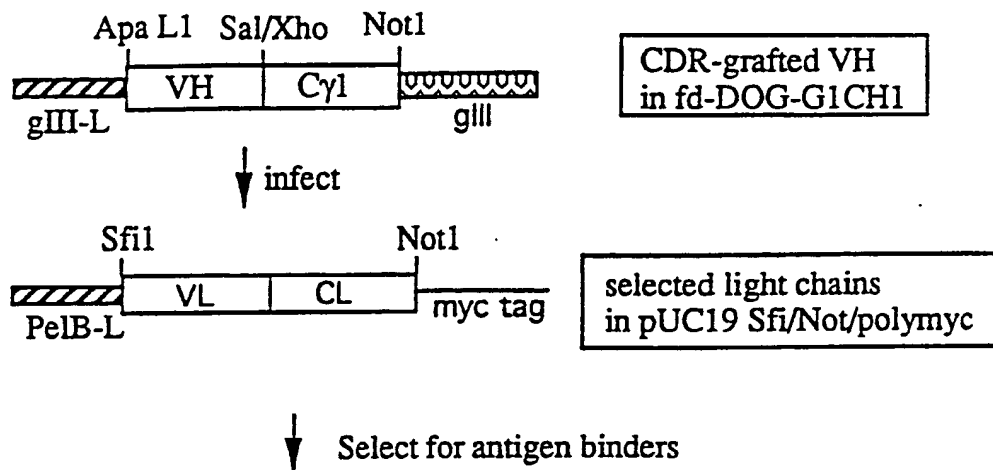 Apa L1 Sal/Xho Not1
VH Cγ1
gIII-L gIII
CDR-grafted VH
in fd-DOG-G1CH1
infect
Sfi1 Not1
VL CL
PelB-L myc tag
selected light chains
in pUC19 Sfi/Not/polymyc
Select for antigen binders